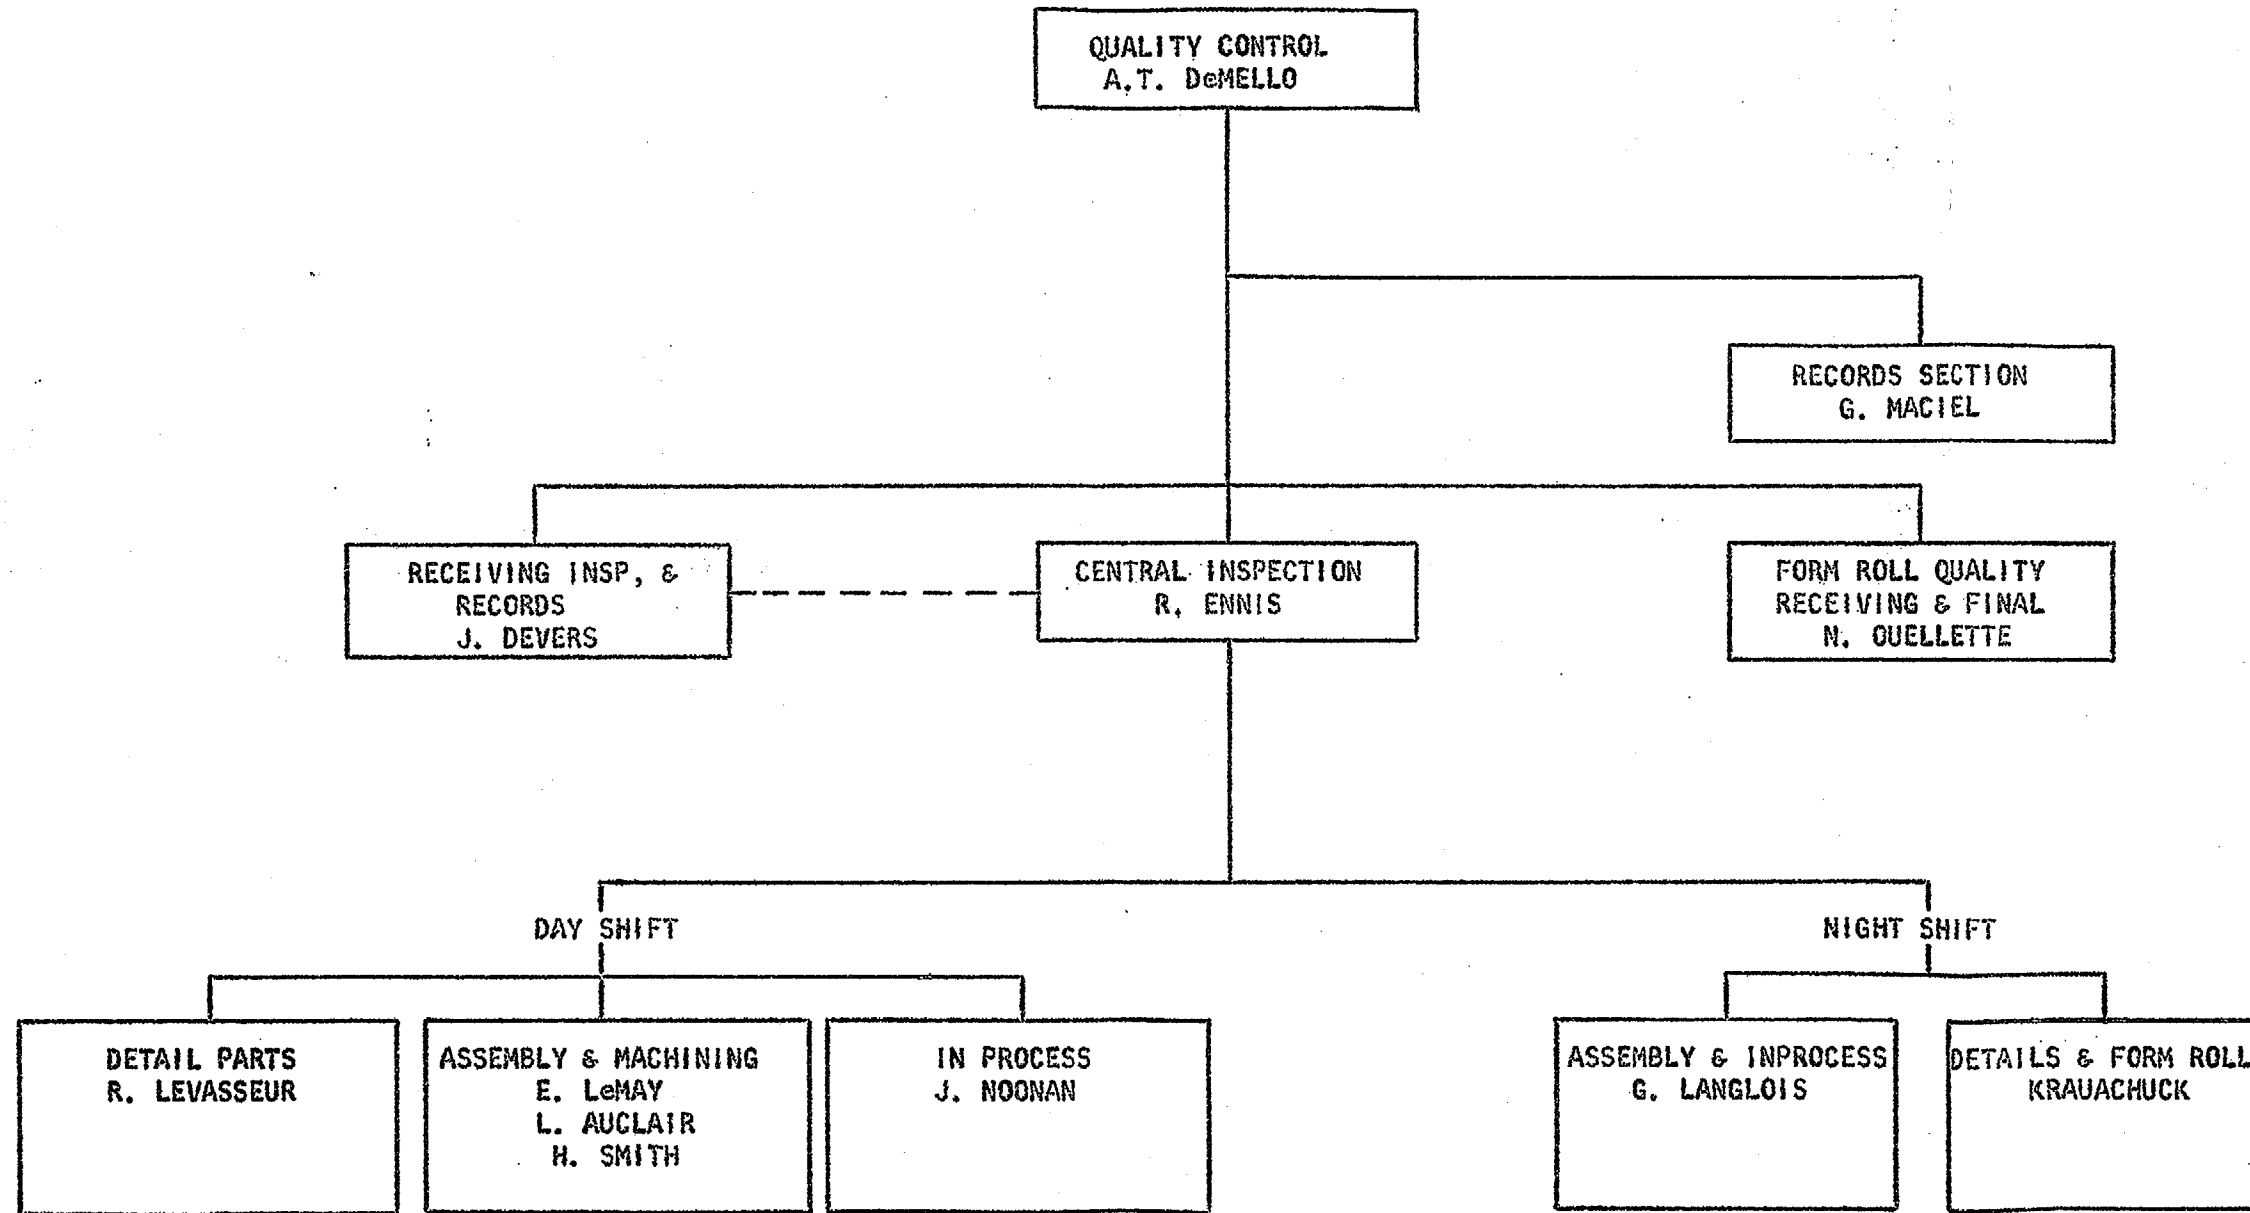 QUALITY CONTROL
A.T. DeMELLO
RECORDS SECTION
G. MACIEL
RECEIVING INSP, &
RECORDS
J. DEVERS
CENTRAL INSPECTION
R. ENNIS
FORM ROLL QUALITY
RECEIVING & FINAL
N. OUELLETTE
DAY SHIFT
NIGHT SHIFT
DETAIL PARTS
R. LEVASSEUR
ASSEMBLY & MACHINING
E. LeMAY
L. AUCLAIR
H. SMITH
IN PROCESS
J. NOONAN
ASSEMBLY & INPROCESS
G. LANGLOIS
DETAILS & FORM ROLL
KRAUACHUCK